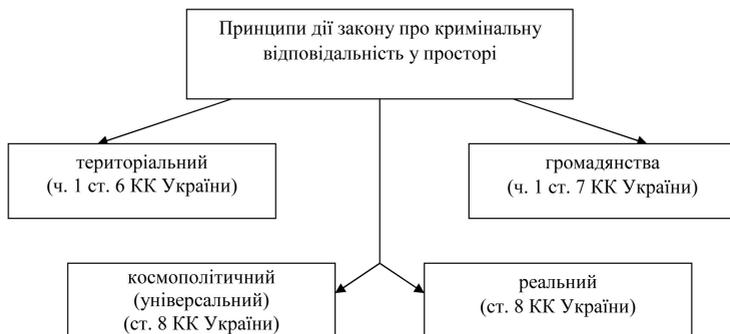 Принципи дії закону про кримінальну
відповідальність у просторі
територіальний
(ч. 1 ст. 6 КК України)
громадянства
(ч. 1 ст. 7 КК України)
космополітичний
(універсальний)
(ст. 8 КК України)
реальний
(ст. 8 КК України)